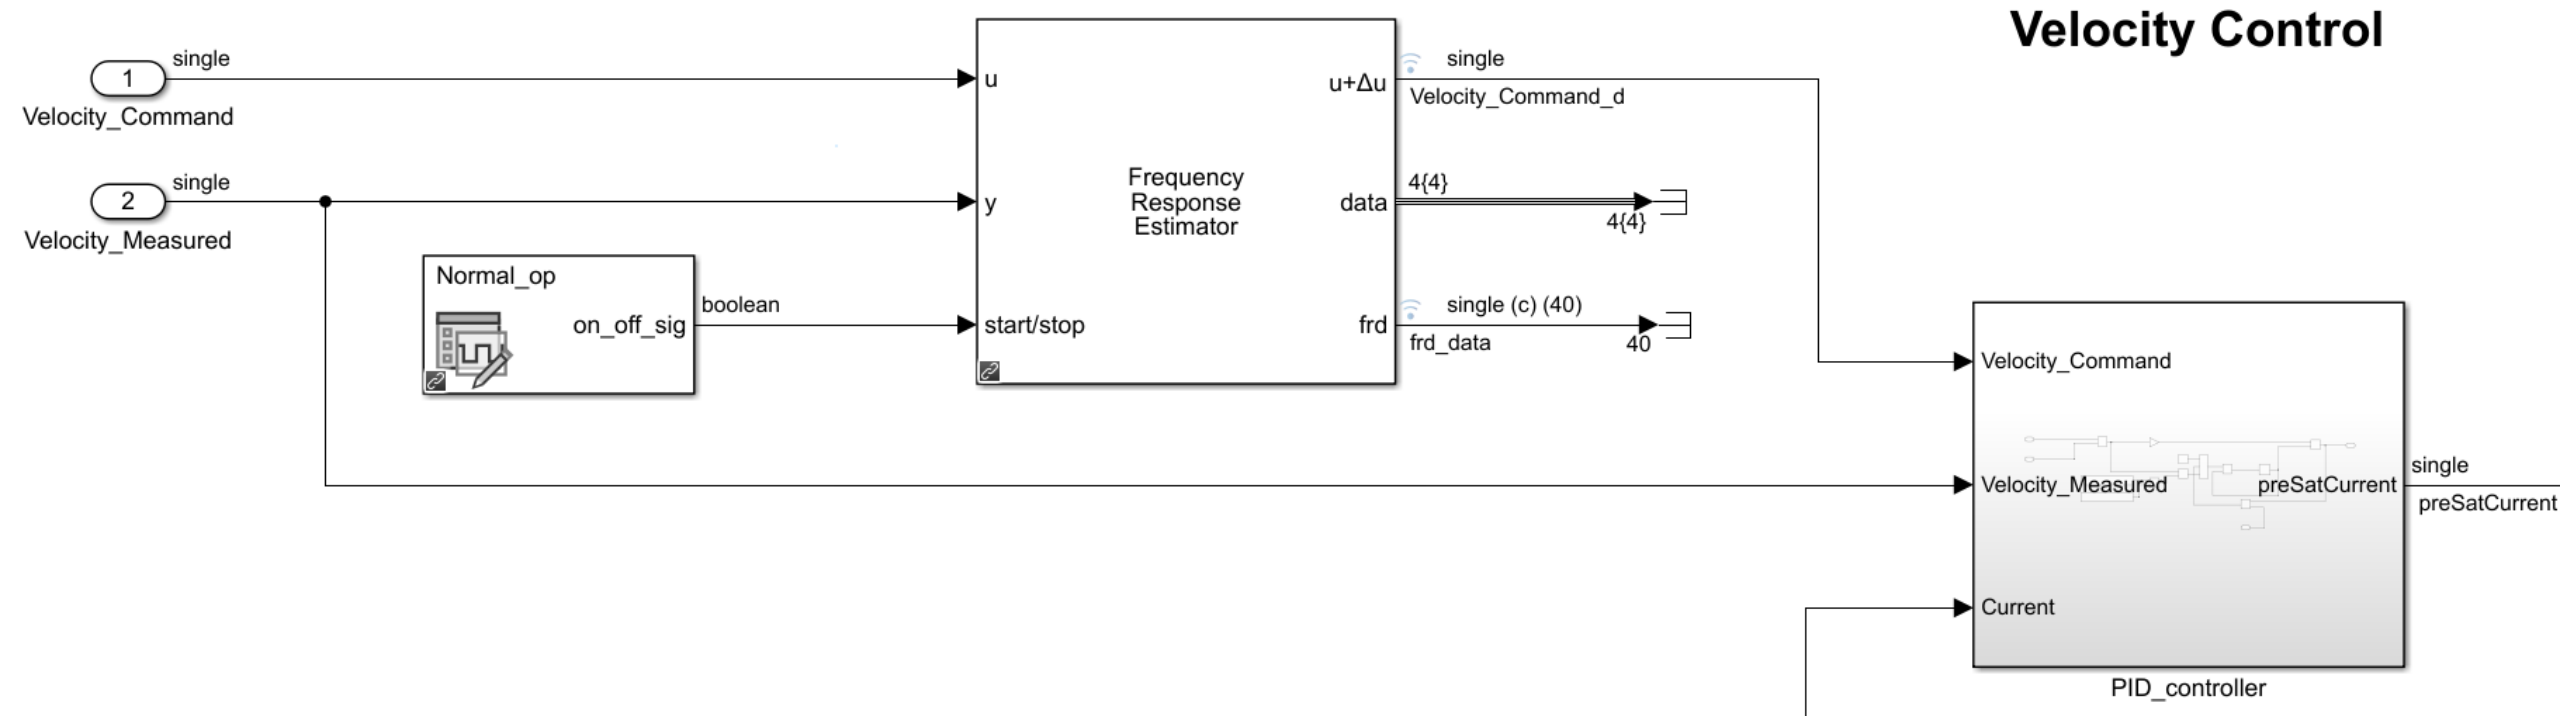 Velocity Control
single
1
Velocity_Command
u
u+Δu
single
Velocity_Command_d
single
2
Velocity_Measured
y
Frequency
Response
Estimator
data
4{4}
4{4}
Normal_op
on_off_sig
boolean
start/stop
frd
single (c) (40)
frd_data
40
Velocity_Command
Velocity_Measured
preSatCurrent
single
preSatCurrent
Current
PID_controller